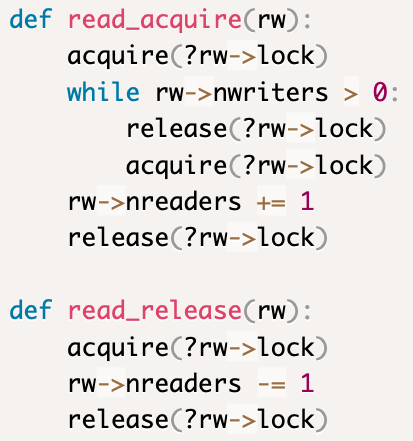 def read_acquire(rw):
    acquire(?rw->lock)
    while rw->nwriters > 0:
        release(?rw->lock)
        acquire(?rw->lock)
    rw->nreaders += 1
    release(?rw->lock)

def read_release(rw):
    acquire(?rw->lock)
    rw->nreaders -= 1
    release(?rw->lock)